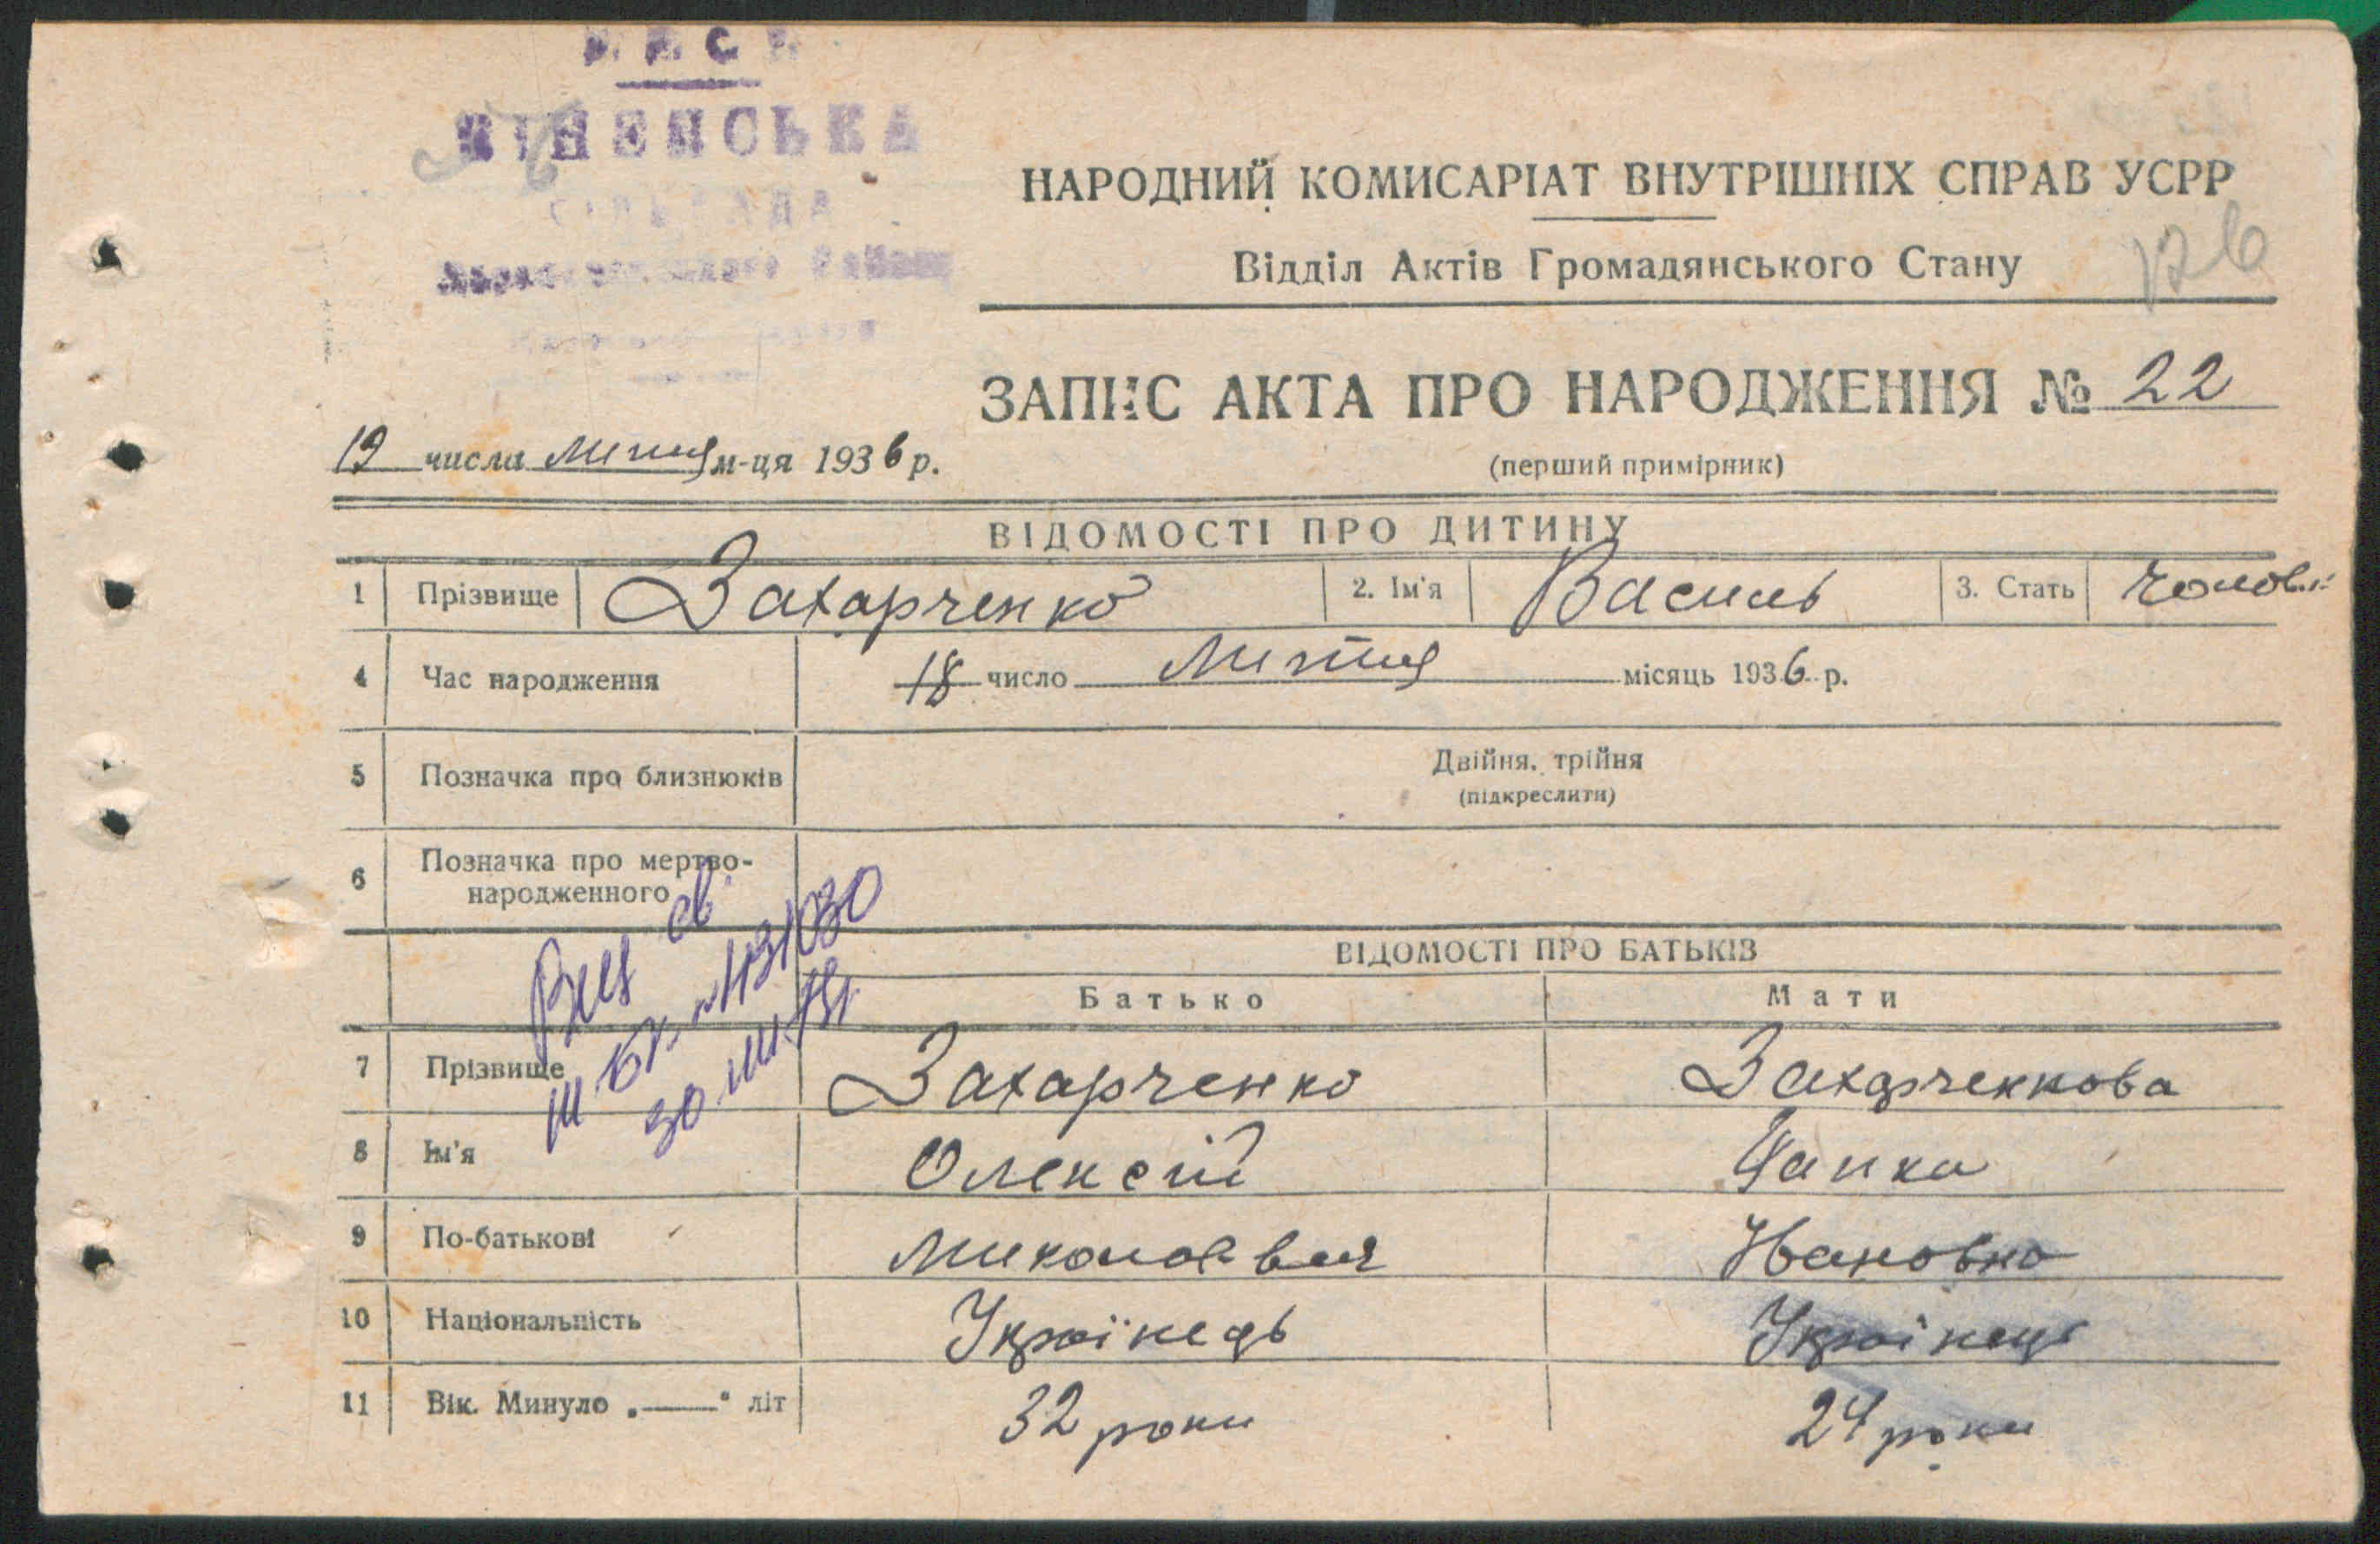 НАРОДНИЙ КОМИСАРІАТ ВНУТРІШНІХ СПРАВ УСРР
Відділ Актів Громадянського Стану
126
ЗАПИС АКТА ПРО НАРОДЖЕННЯ № 22
(перший примірник)
19 числа м-ця 1936 р.
ВІДОМОСТІ ПРО ДИТИНУ
1 Прізвище Захарченко 2. Ім'я Василь 3. Стать
4 Час народження 18 число місяць 1936 р.
5 Позначка про близнюків Двійня, трійня
(підкреслити)
6 Позначка про мертво-
народженного
ВІДОМОСТІ ПРО БАТЬКІВ
Батько Мати
7 Прізвище Захарченко Захарченкова
8 Ім'я Олексій
9 По-батькові Ивановна
10 Національність Українець Українець
11 Вік. Минуло „—" літ 32 роки 24 роки